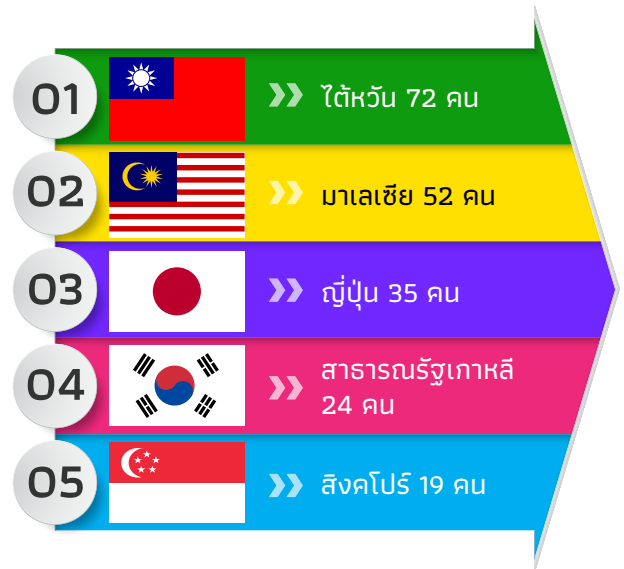 01
ไต้หวัน 72 คน
02
มาเลเซีย 52 คน
03
ญี่ปุ่น 35 คน
04
สาธารณรัฐเกาหลี
24 คน
05
สิงคโปร์ 19 คน